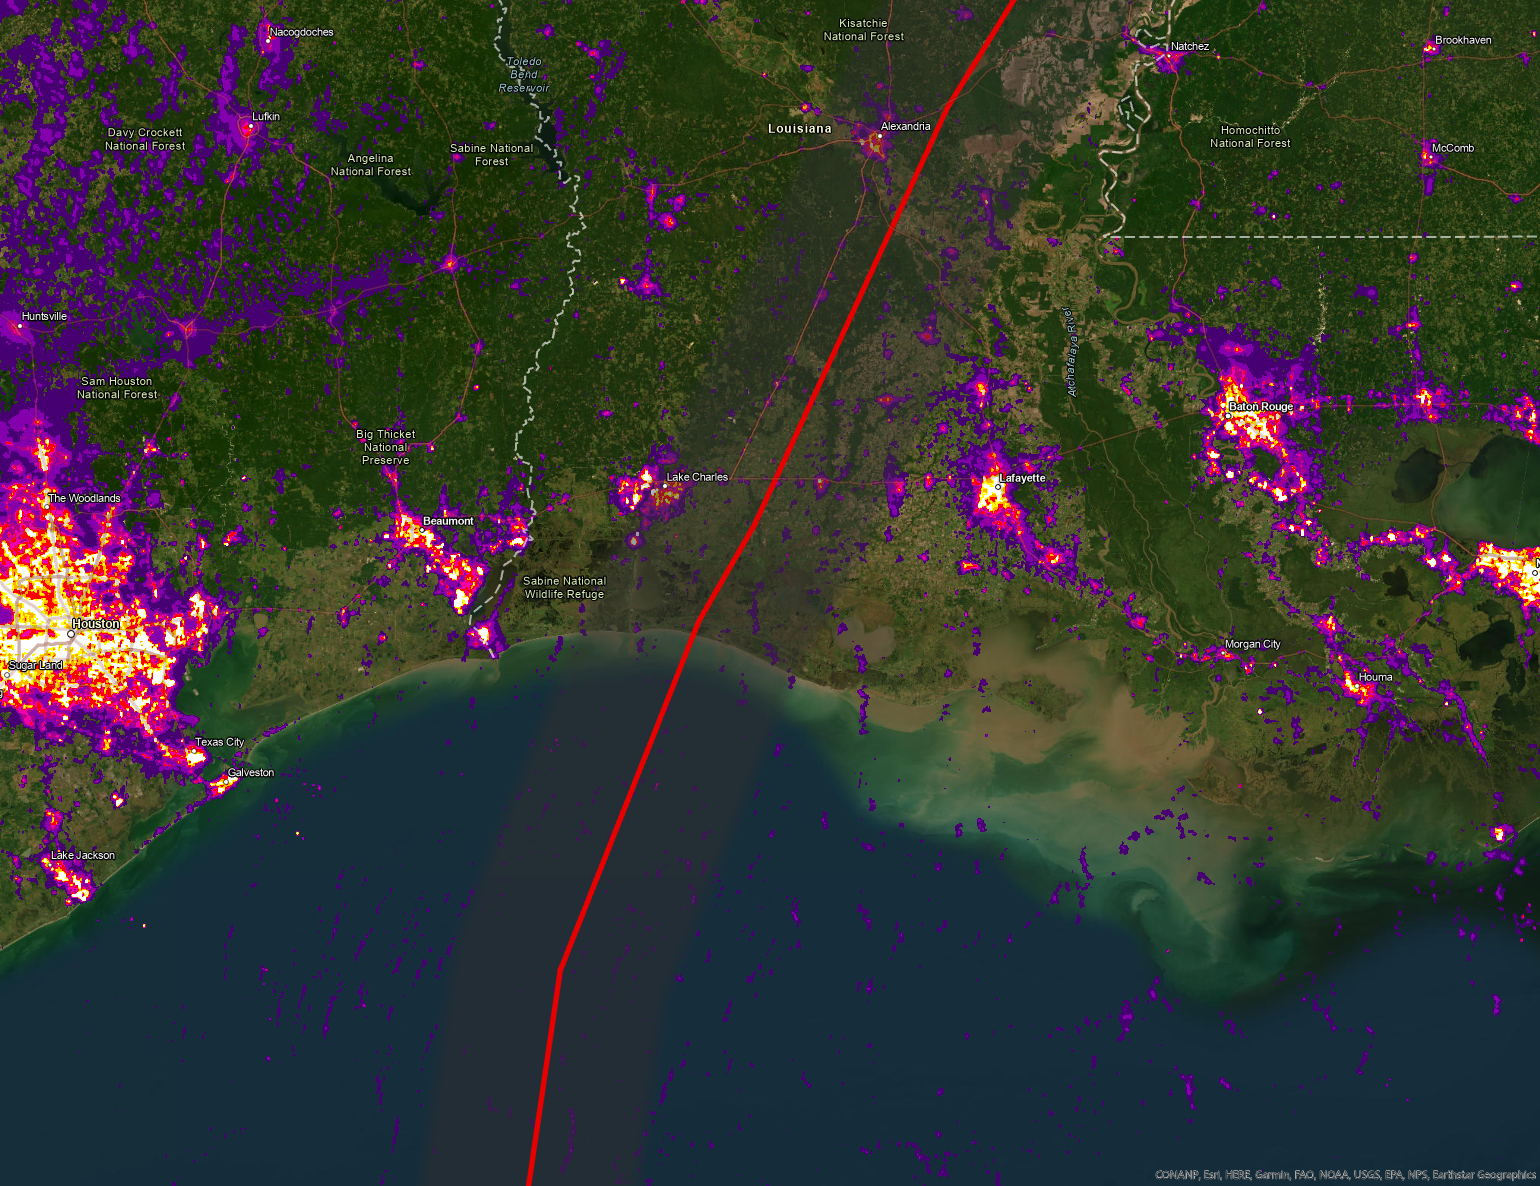 Kisatchie
National Forest
Nacogdoches
Brookhaven
Natchez
Toledo
Bend
Reservoir
Lufkin
Louisiana
Alexandria
Davy Crockett
National Forest
Homochitto
National Forest
Sabine National
Forest
McComb
Angelina
National Forest
Huntsville
Atchafalaya River
Sam Houston
National Forest
Baton Rouge
Big Thicket
National
Preserve
Lake Charles
Lafayette
The Woodlands
Beaumont
Sabine National
Wildlife Refuge
Houston
Morgan City
Sugar Land
Houma
Texas City
Galveston
Lake Jackson
CONANP, Esri, HERE, Garmin, FAO, NOAA, USGS, EPA, NPS, Earthstar Geographics